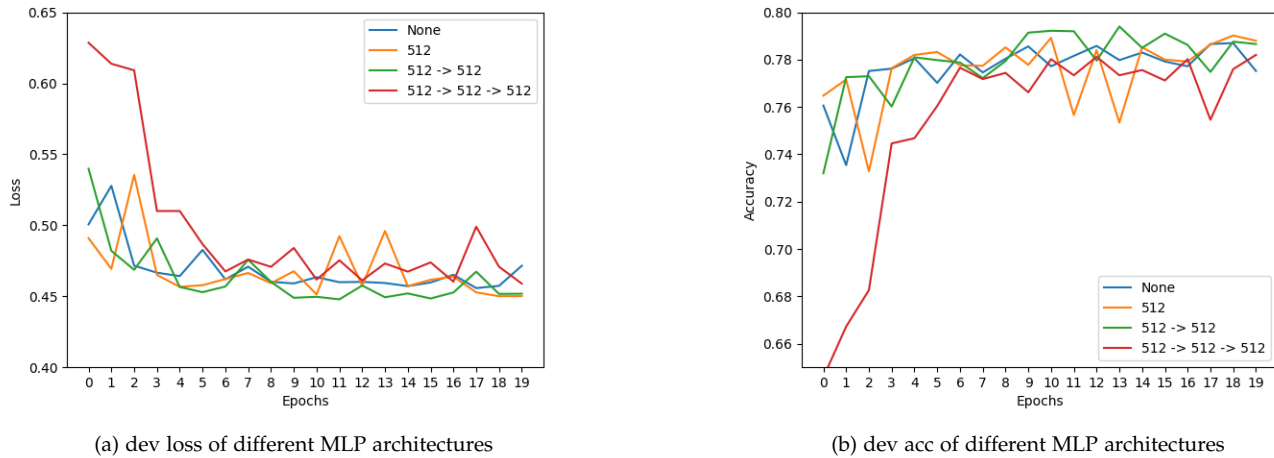 0.65
0.60
0.55
0.50
0.45
0.40
Loss
0 1 2 3 4 5 6 7 8 9 10 11 12 13 14 15 16 17 18 19
Epochs
None
512
512 -> 512
512 -> 512 -> 512
(a) dev loss of different MLP architectures
0.80
0.78
0.76
0.74
0.72
0.70
0.68
0.66
Accuracy
0 1 2 3 4 5 6 7 8 9 10 11 12 13 14 15 16 17 18 19
Epochs
None
512
512 -> 512
512 -> 512 -> 512
(b) dev acc of different MLP architectures